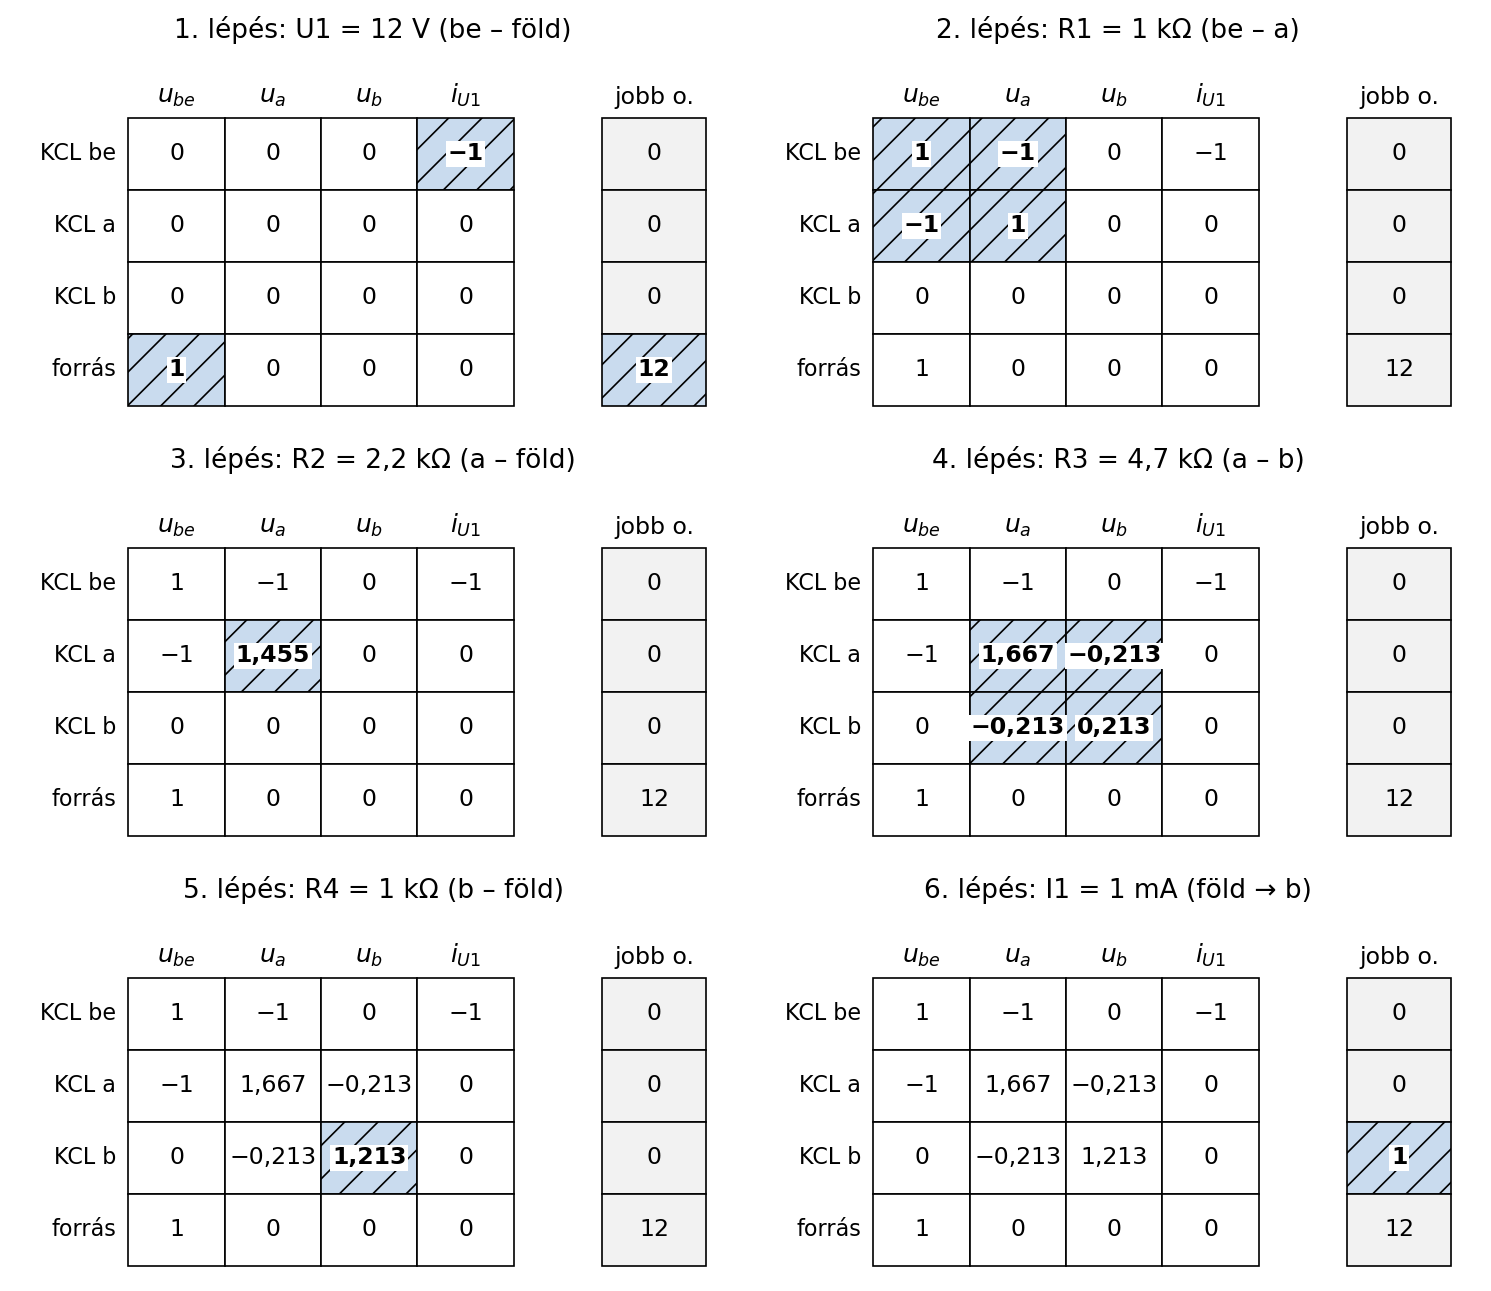 1. lépés: U1 = 12 V (be – föld)
u_be u_a u_b i_U1 jobb o.
KCL be 0 0 0 −1 0
KCL a 0 0 0 0 0
KCL b 0 0 0 0 0
forrás 1 0 0 0 12
2. lépés: R1 = 1 kΩ (be – a)
u_be u_a u_b i_U1 jobb o.
KCL be 1 −1 0 −1 0
KCL a −1 1 0 0 0
KCL b 0 0 0 0 0
forrás 1 0 0 0 12
3. lépés: R2 = 2,2 kΩ (a – föld)
u_be u_a u_b i_U1 jobb o.
KCL be 1 −1 0 −1 0
KCL a −1 1,455 0 0 0
KCL b 0 0 0 0 0
forrás 1 0 0 0 12
4. lépés: R3 = 4,7 kΩ (a – b)
u_be u_a u_b i_U1 jobb o.
KCL be 1 −1 0 −1 0
KCL a −1 1,667 −0,213 0 0
KCL b 0 −0,213 0,213 0 0
forrás 1 0 0 0 12
5. lépés: R4 = 1 kΩ (b – föld)
u_be u_a u_b i_U1 jobb o.
KCL be 1 −1 0 −1 0
KCL a −1 1,667 −0,213 0 0
KCL b 0 −0,213 1,213 0 0
forrás 1 0 0 0 12
6. lépés: I1 = 1 mA (föld → b)
u_be u_a u_b i_U1 jobb o.
KCL be 1 −1 0 −1 0
KCL a −1 1,667 −0,213 0 0
KCL b 0 −0,213 1,213 0 1
forrás 1 0 0 0 12